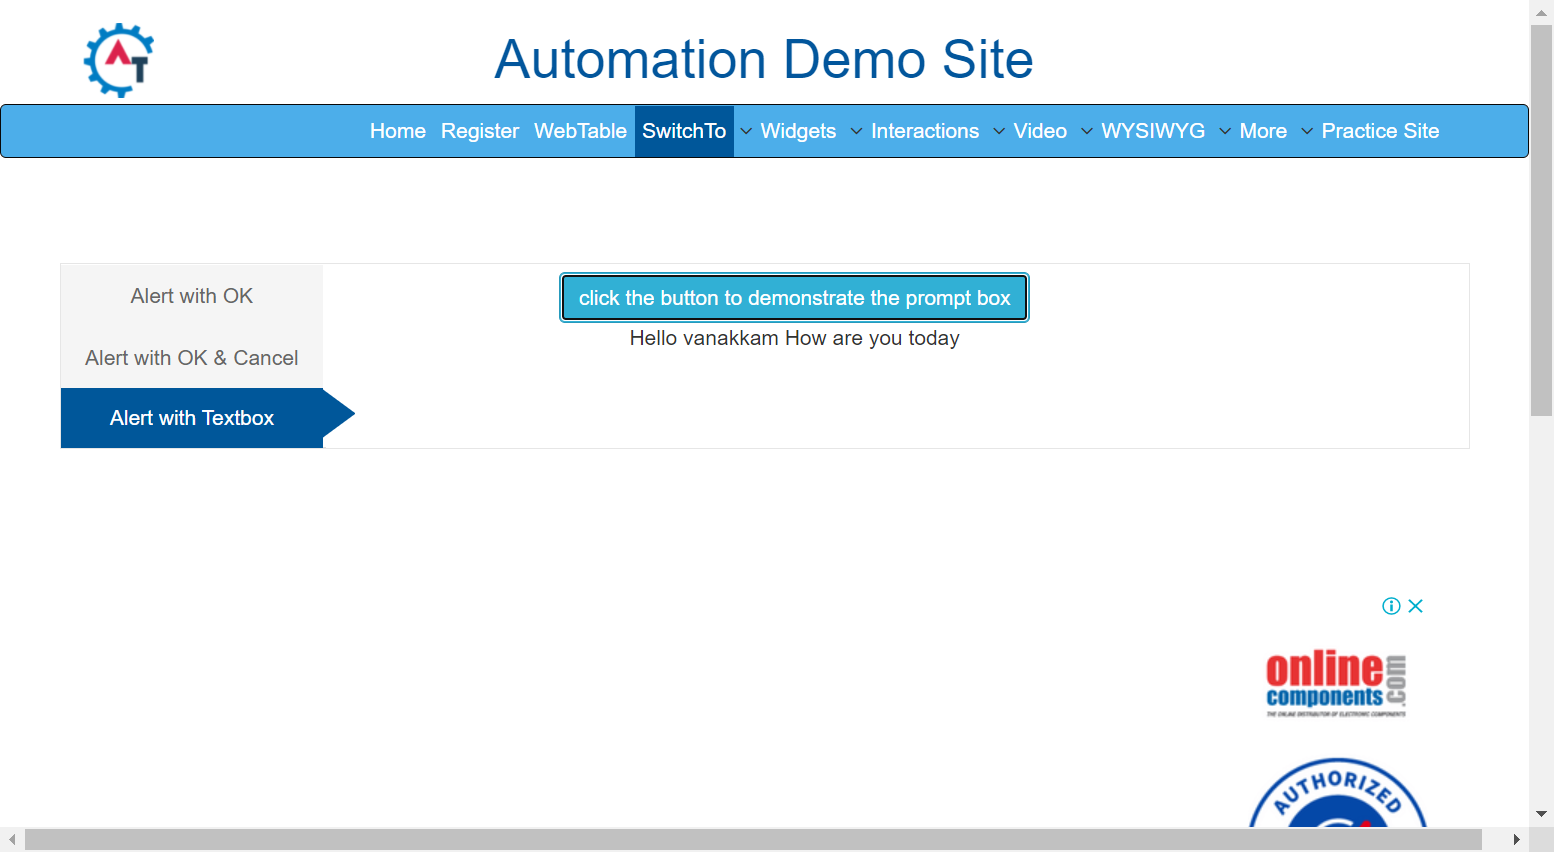 AT
Automation Demo Site
Home Register WebTable SwitchTo Widgets Interactions Video WYSIWYG More Practice Site
Alert with OK
Alert with OK & Cancel
Alert with Textbox
click the button to demonstrate the prompt box
Hello vanakkam How are you today
online
components
.com
THE ONLINE DISTRIBUTOR OF ELECTRONIC COMPONENTS
AUTHORIZED